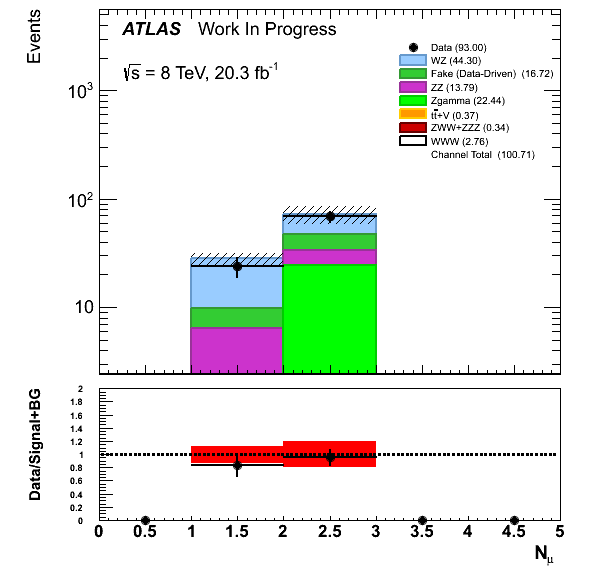 Events
ATLAS Work In Progress
√s = 8 TeV, 20.3 fb⁻¹
Data (93.00)
WZ (44.30)
Fake (Data-Driven) (16.72)
ZZ (13.79)
Zgamma (22.44)
tt̄+V (0.37)
ZWW+ZZZ (0.34)
WWW (2.76)
Channel Total (100.71)
10³
10²
10
Data/Signal+BG
2
1.8
1.6
1.4
1.2
1
0.8
0.6
0.4
0.2
0
0 0.5 1 1.5 2 2.5 3 3.5 4 4.5 5
N_μ